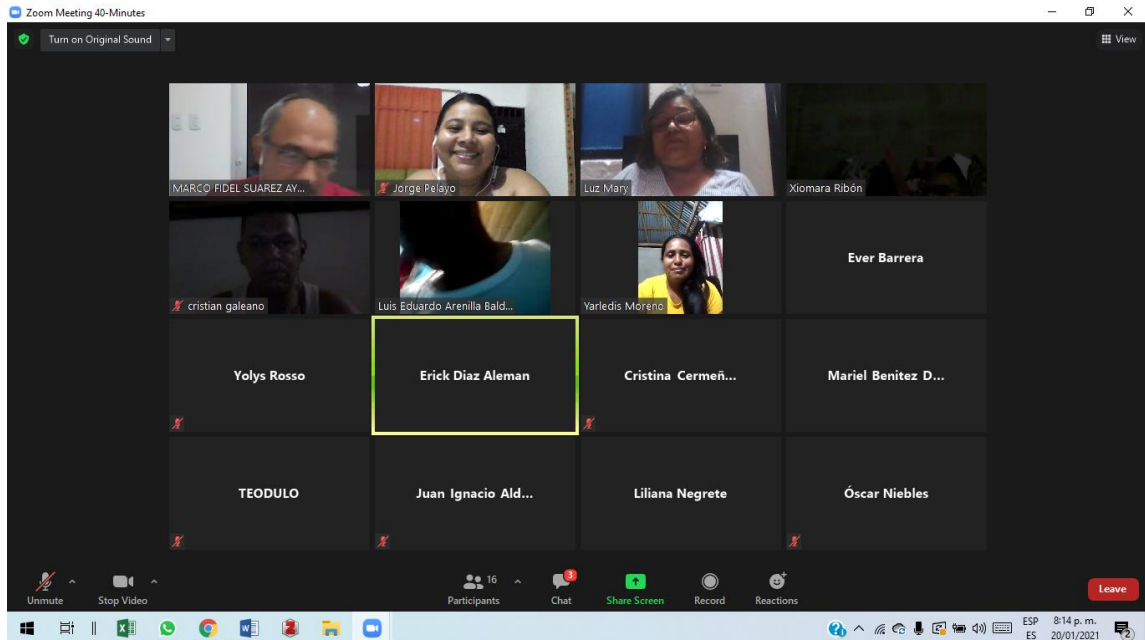 Zoom Meeting 40-Minutes
Turn on Original Sound
View
MARCO FIDEL SUAREZ AY...
Jorge Pelayo
Luz Mary
Xiomara Ribón
cristian galeano
Luis Eduardo Arenilla Bald...
Yarledis Moreno
Ever Barrera
Yolys Rosso
Erick Diaz Aleman
Cristina Cermeñ...
Mariel Benitez D...
TEODULO
Juan Ignacio Ald...
Liliana Negrete
Óscar Niebles
Unmute
Stop Video
16
Participants
3
Chat
Share Screen
Record
Reactions
Leave
ESP
ES
8:14 p. m.
20/01/2021